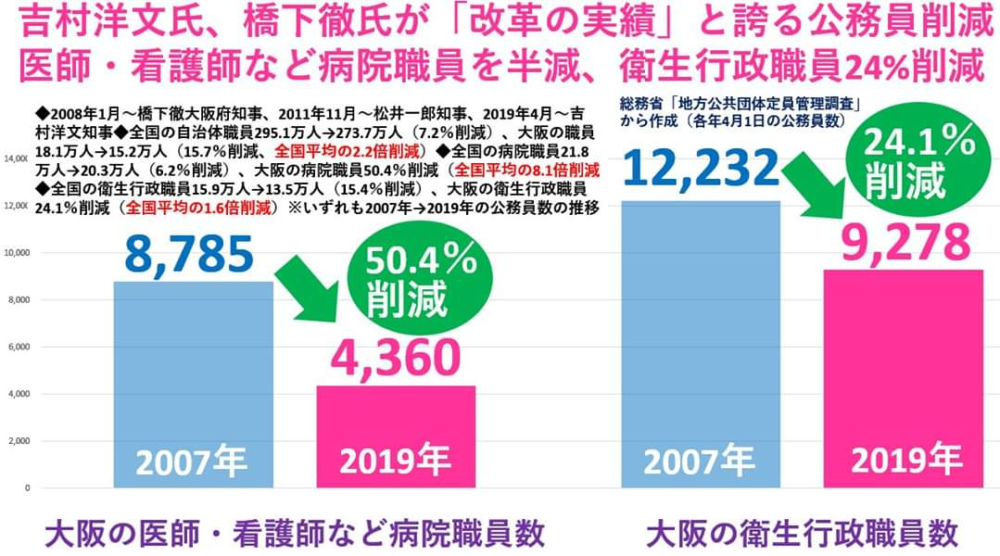 吉村洋文氏、橋下徹氏が「改革の実績」と誇る公務員削減
医師・看護師など病院職員を半減、衛生行政職員24%削減
◆2008年1月~橋下徹大阪府知事、2011年11月~松井一郎知事、2019年4月~吉
村洋文知事◆全国の自治体職員295.1万人→273.7万人(7.2%削減)、大阪の職員
18.1万人→15.2万人(15.7%削減、全国平均の2.2倍削減)◆全国の病院職員21.8
万人→20.3万人(6.2%削減)、大阪の病院職員50.4%削減(全国平均の8.1倍削減
◆全国の衛生行政職員15.9万人→13.5万人(15.4%削減)、大阪の衛生行政職員
24.1%削減(全国平均の1.6倍削減)※いずれも2007年→2019年の公務員数の推移
総務省「地方公共団体定員管理調査」
から作成(各年4月1日の公務員数)
14,000
12,000
10,000
8,000
6,000
4,000
2,000
0
8,785
50.4%
削減
4,360
2007年
2019年
大阪の医師・看護師など病院職員数
12,232
24.1%
削減
9,278
2007年
2019年
大阪の衛生行政職員数